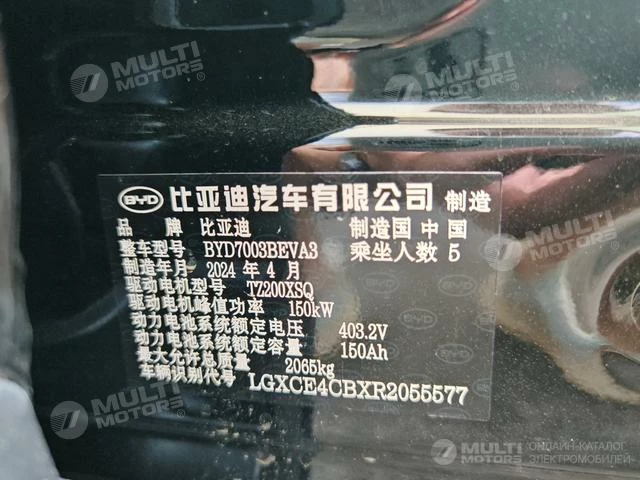 MULTI MOTORS®
MULTI MOTORS
BYD 比亚迪汽车有限公司 制造
品牌 比亚迪 制造国 中国
整车型号 BYD7003BEVA3 乘坐人数 5
制造年月 2024 年 4 月
驱动电机型号 TZ200XSQ
驱动电机峰值功率 150kW
动力电池系统额定电压 403.2V
动力电池系统额定容量 150Ah
最大允许总质量 2065kg
车辆识别代号 LGXCE4CBXR2055577
MULTI MOTORS®
MULTI MOTORS®
ОНЛАЙН-КАТАЛОГ
ЭЛЕКТРОМОБИЛЕЙ